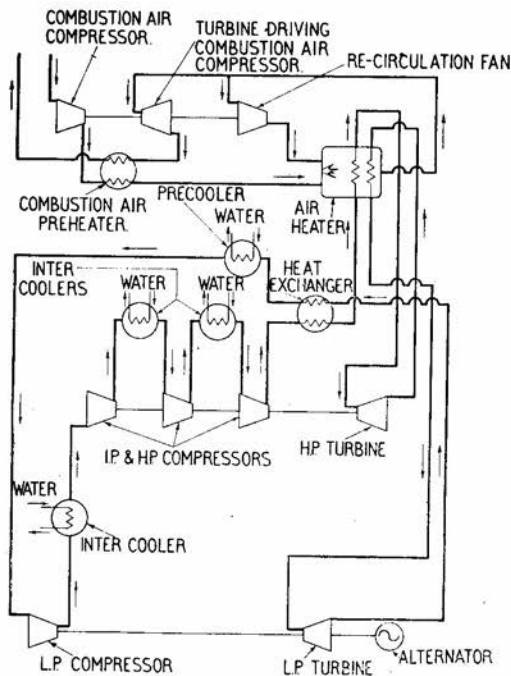 COMBUSTION AIR
COMPRESSOR.
TURBINE DRIVING
COMBUSTION AIR
COMPRESSOR.
RE-CIRCULATION FAN
COMBUSTION AIR
PREHEATER.
PRECOOLER
WATER
AIR
HEATER
INTER
COOLERS
WATER
WATER
HEAT
EXCHANGER
I.P. & H.P COMPRESSORS
H.P TURBINE
WATER
INTER COOLER
L.P. COMPRESSOR
L.P TURBINE
ALTERNATOR